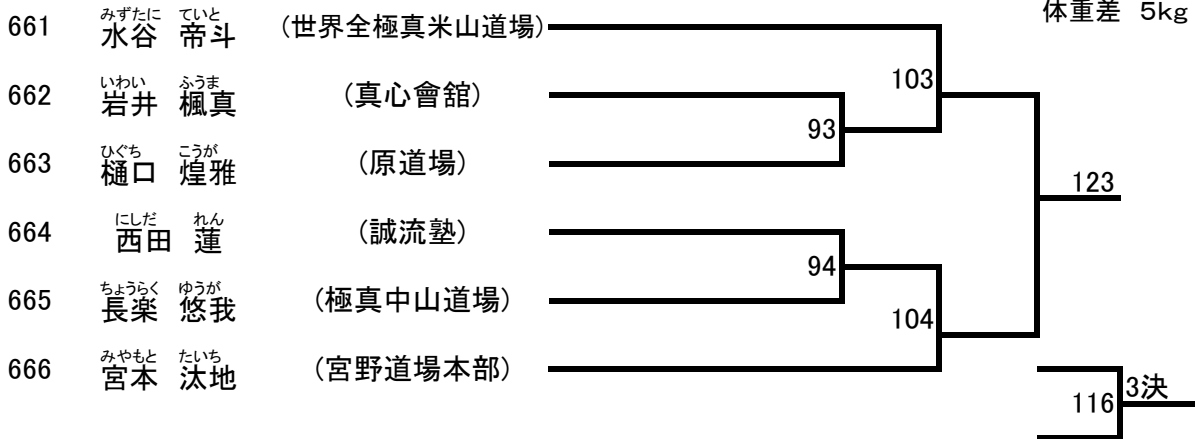 体重差 5kg
みずたに ていと
661 水谷 帝斗 (世界全極真米山道場)
103
いわい ふうま
662 岩井 楓真 (真心會舘)
93
ひぐち こうが
663 樋口 煌雅 (原道場)
123
にしだ れん
664 西田 蓮 (誠流塾)
94
ちょうらく ゆうが
665 長楽 悠我 (極真中山道場)
104
みやもと たいち
666 宮本 汰地 (宮野道場本部)
116 3決